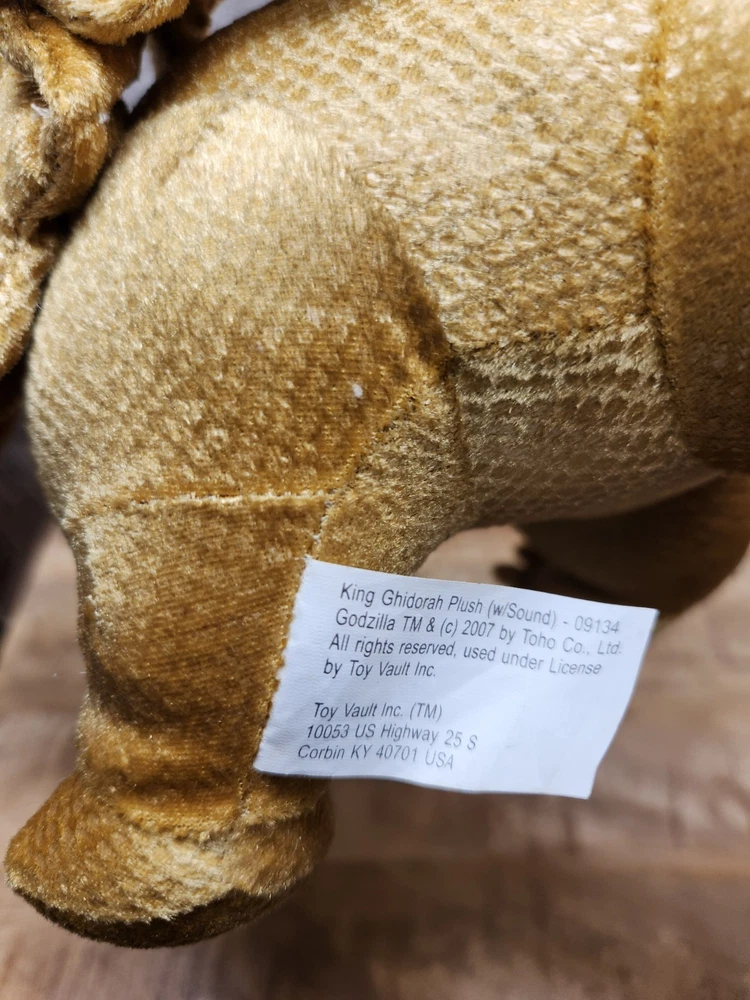 King Ghidorah Plush (w/Sound) - 09134
Godzilla TM & (c) 2007 by Toho Co., Ltd.
All rights reserved, used under License
by Toy Vault Inc.
Toy Vault Inc. (TM)
10053 US Highway 25 S
Corbin KY 40701 USA